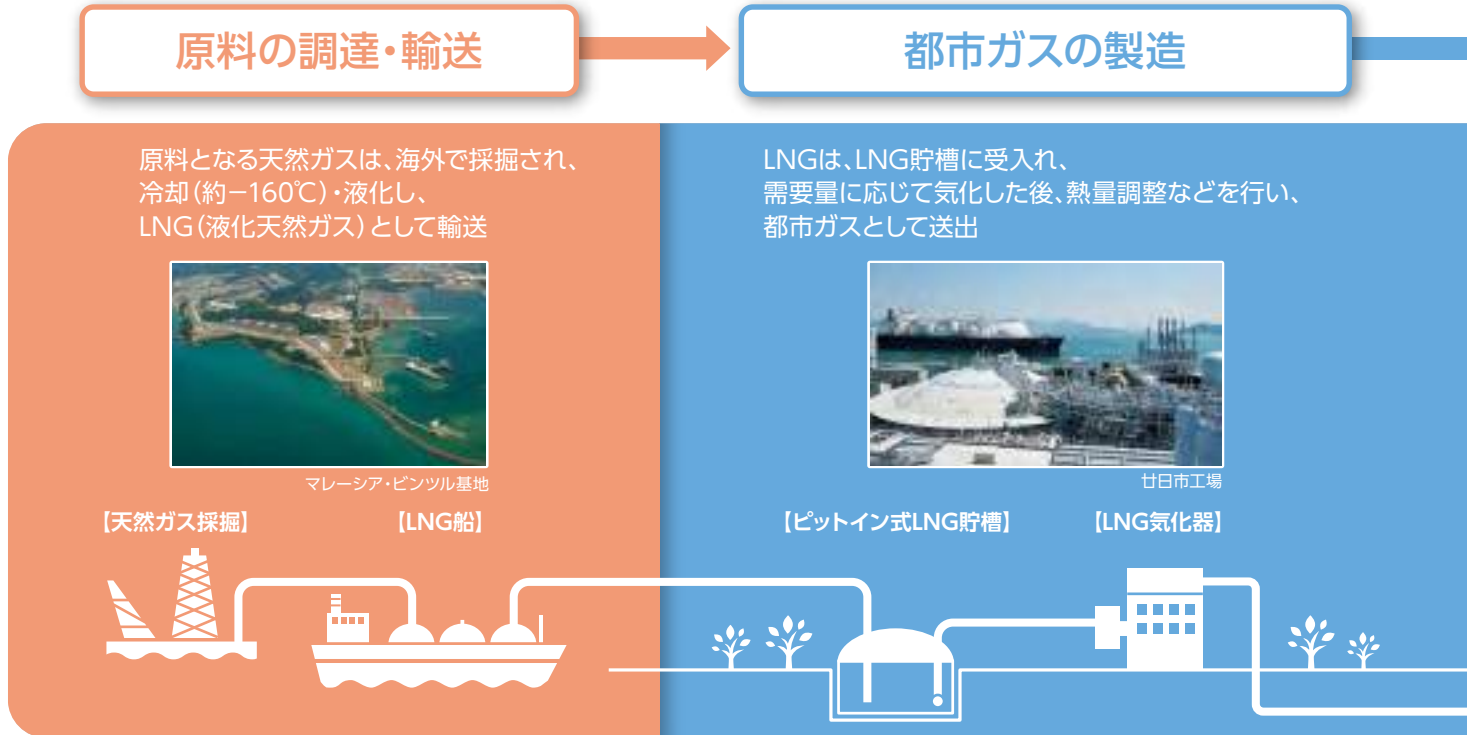 原料の調達・輸送
都市ガスの製造
原料となる天然ガスは、海外で採掘され、
冷却（約－160℃）・液化し、
LNG（液化天然ガス）として輸送
マレーシア・ビンツル基地
【天然ガス採掘】
【LNG船】
LNGは、LNG貯槽に受入れ、
需要量に応じて気化した後、熱量調整などを行い、
都市ガスとして送出
廿日市工場
【ピットイン式LNG貯槽】
【LNG気化器】